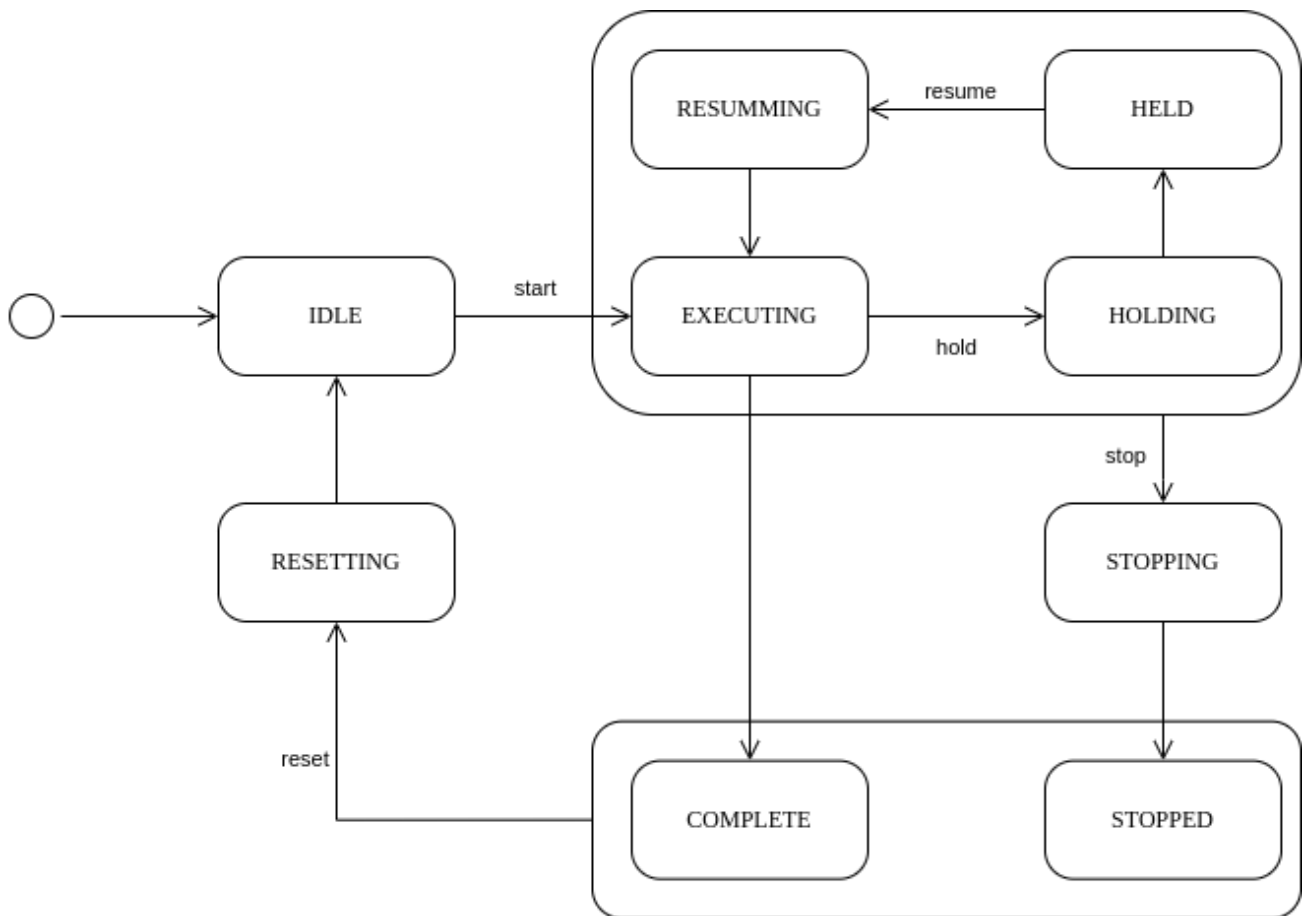 RESUMMING
resume
HELD
IDLE
start
EXECUTING
hold
HOLDING
stop
RESETTING
STOPPING
reset
COMPLETE
STOPPED